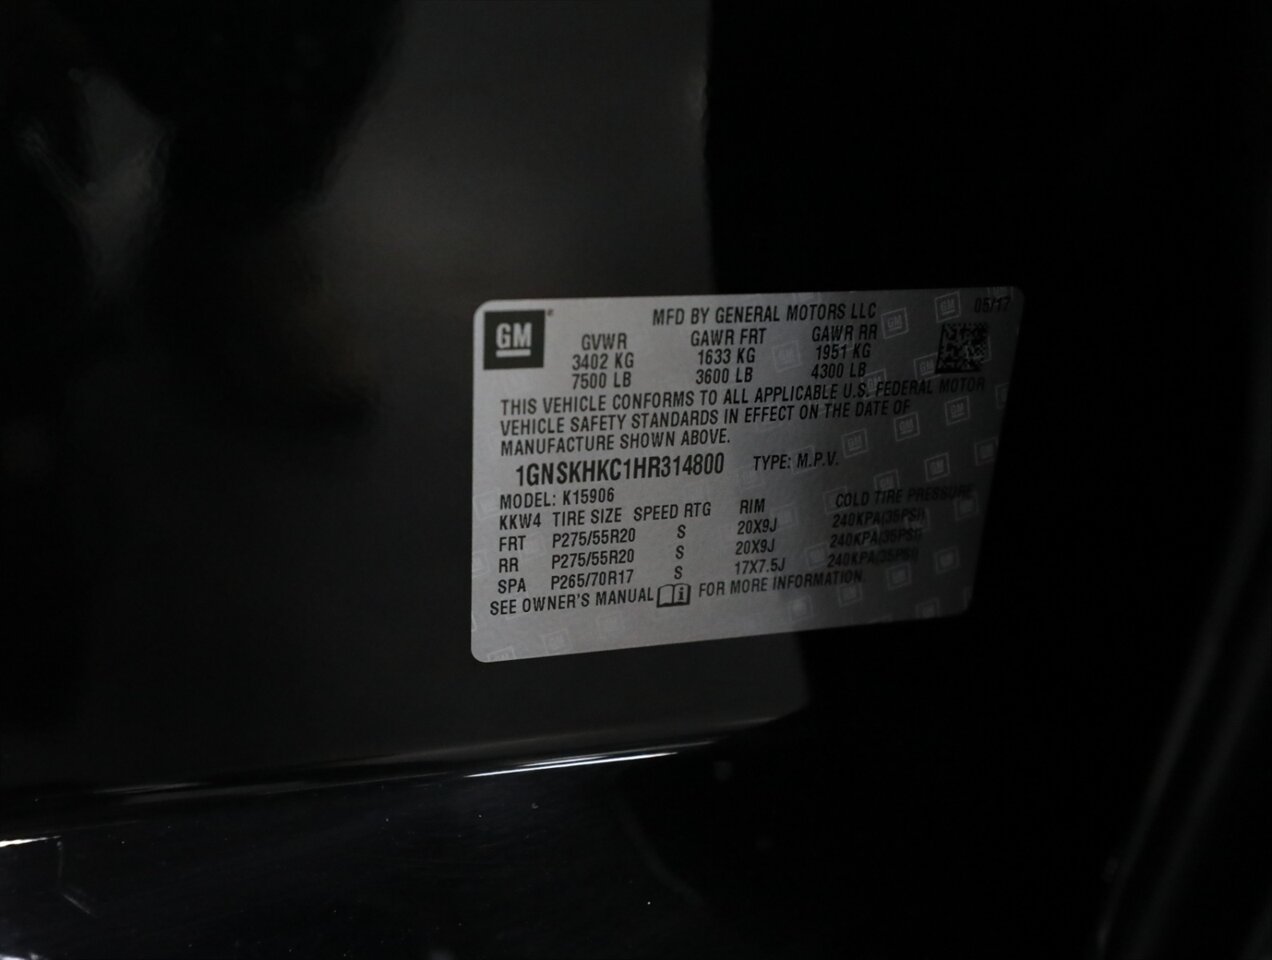 GM
MFD BY GENERAL MOTORS LLC 05/17
GVWR GAWR FRT GAWR RR
3402 KG 1633 KG 1951 KG
7500 LB 3600 LB 4300 LB
THIS VEHICLE CONFORMS TO ALL APPLICABLE U.S. FEDERAL MOTOR
VEHICLE SAFETY STANDARDS IN EFFECT ON THE DATE OF
MANUFACTURE SHOWN ABOVE.
1GNSKHKC1HR314800 TYPE: M.P.V.
MODEL: K15906
KKW4 TIRE SIZE SPEED RTG RIM COLD TIRE PRESSURE
FRT P275/55R20 S 20X9J 240KPA(35PSI)
RR P275/55R20 S 20X9J 240KPA(35PSI)
SPA P265/70R17 S 17X7.5J 240KPA(35PSI)
SEE OWNER'S MANUAL FOR MORE INFORMATION.